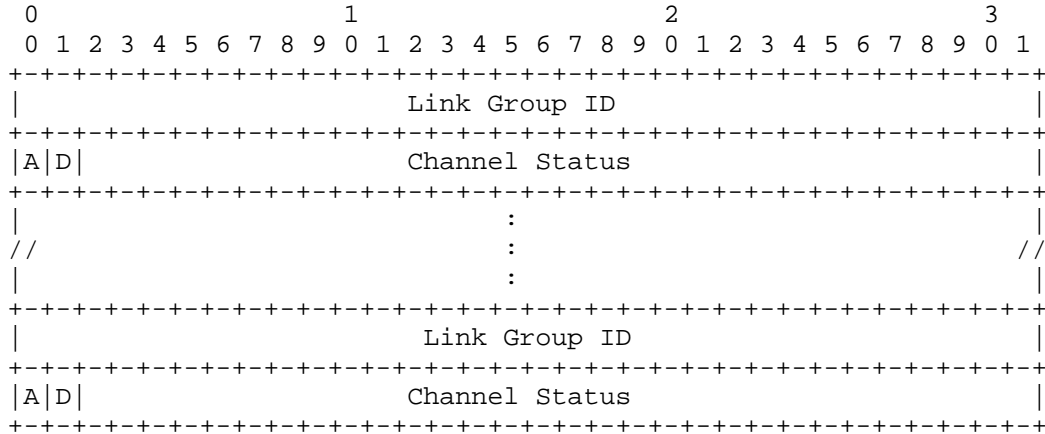 0                   1                   2                   3
 0 1 2 3 4 5 6 7 8 9 0 1 2 3 4 5 6 7 8 9 0 1 2 3 4 5 6 7 8 9 0 1
+-+-+-+-+-+-+-+-+-+-+-+-+-+-+-+-+-+-+-+-+-+-+-+-+-+-+-+-+-+-+-+-+
|                        Link Group ID                          |
+-+-+-+-+-+-+-+-+-+-+-+-+-+-+-+-+-+-+-+-+-+-+-+-+-+-+-+-+-+-+-+-+
|A|D|                    Channel Status                         |
+-+-+-+-+-+-+-+-+-+-+-+-+-+-+-+-+-+-+-+-+-+-+-+-+-+-+-+-+-+-+-+-+
|                              :                                |
//                             :                               //
|                              :                                |
+-+-+-+-+-+-+-+-+-+-+-+-+-+-+-+-+-+-+-+-+-+-+-+-+-+-+-+-+-+-+-+-+
|                         Link Group ID                         |
+-+-+-+-+-+-+-+-+-+-+-+-+-+-+-+-+-+-+-+-+-+-+-+-+-+-+-+-+-+-+-+-+
|A|D|                    Channel Status                         |
+-+-+-+-+-+-+-+-+-+-+-+-+-+-+-+-+-+-+-+-+-+-+-+-+-+-+-+-+-+-+-+-+